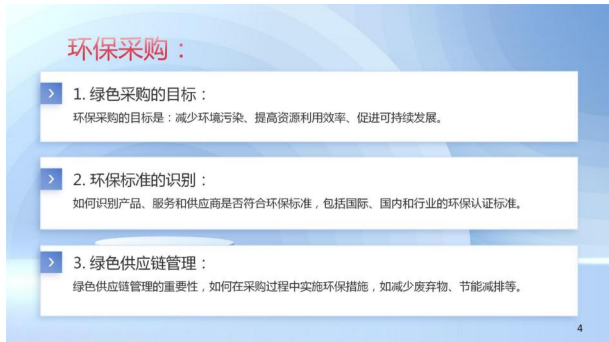 环保采购：
1. 绿色采购的目标：
环保采购的目标是：减少环境污染、提高资源利用效率、促进可持续发展。
2. 环保标准的识别：
如何识别产品、服务和供应商是否符合环保标准，包括国际、国内和行业的环保认证标准。
3. 绿色供应链管理：
绿色供应链管理的重要性，如何在采购过程中实施环保措施，如减少废弃物、节能减排等。
4